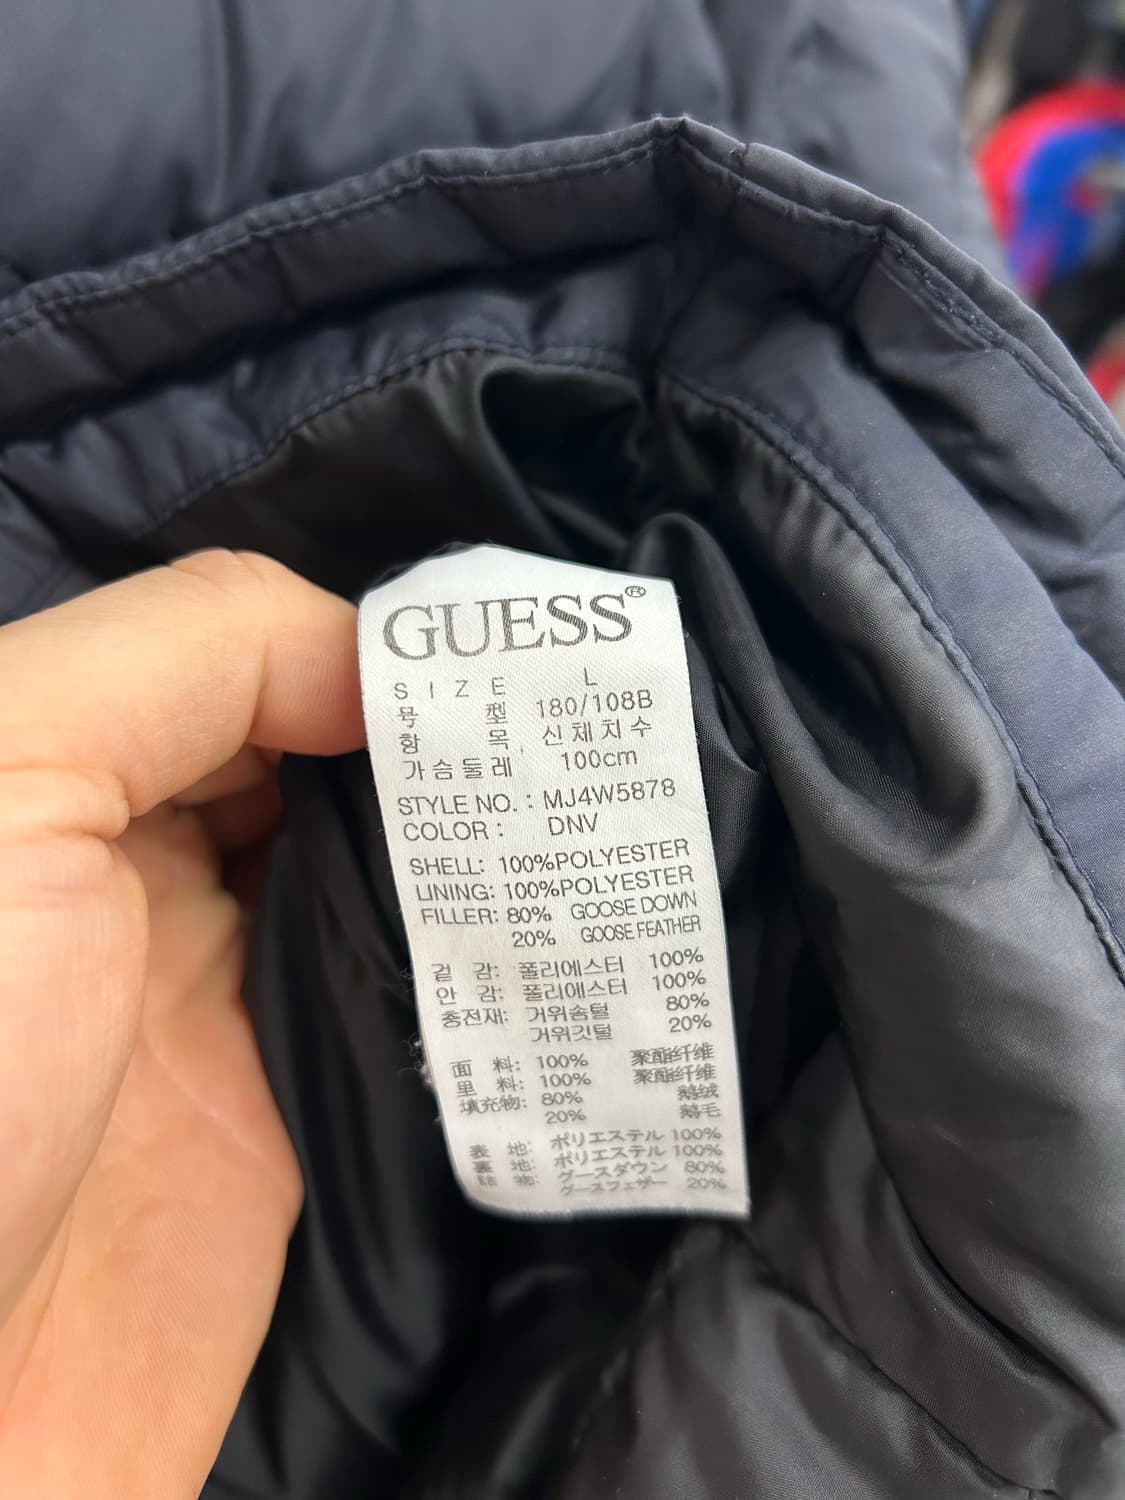 GUESS®
SIZE L
号型 180/108B
항목 신체치수
가슴둘레 100cm
STYLE NO. : MJ4W5878
COLOR : DNV
SHELL: 100%POLYESTER
LINING: 100%POLYESTER
FILLER: 80% GOOSE DOWN
20% GOOSE FEATHER
겉감: 폴리에스터 100%
안감: 폴리에스터 100%
충전재: 거위솜털 80%
거위깃털 20%
面料: 100% 聚酯纤维
里料: 100% 聚酯纤维
填充物: 80% 鹅绒
20% 鹅毛
表地: ポリエステル 100%
裏地: ポリエステル 100%
詰物: グースダウン 80%
グースフェザー 20%